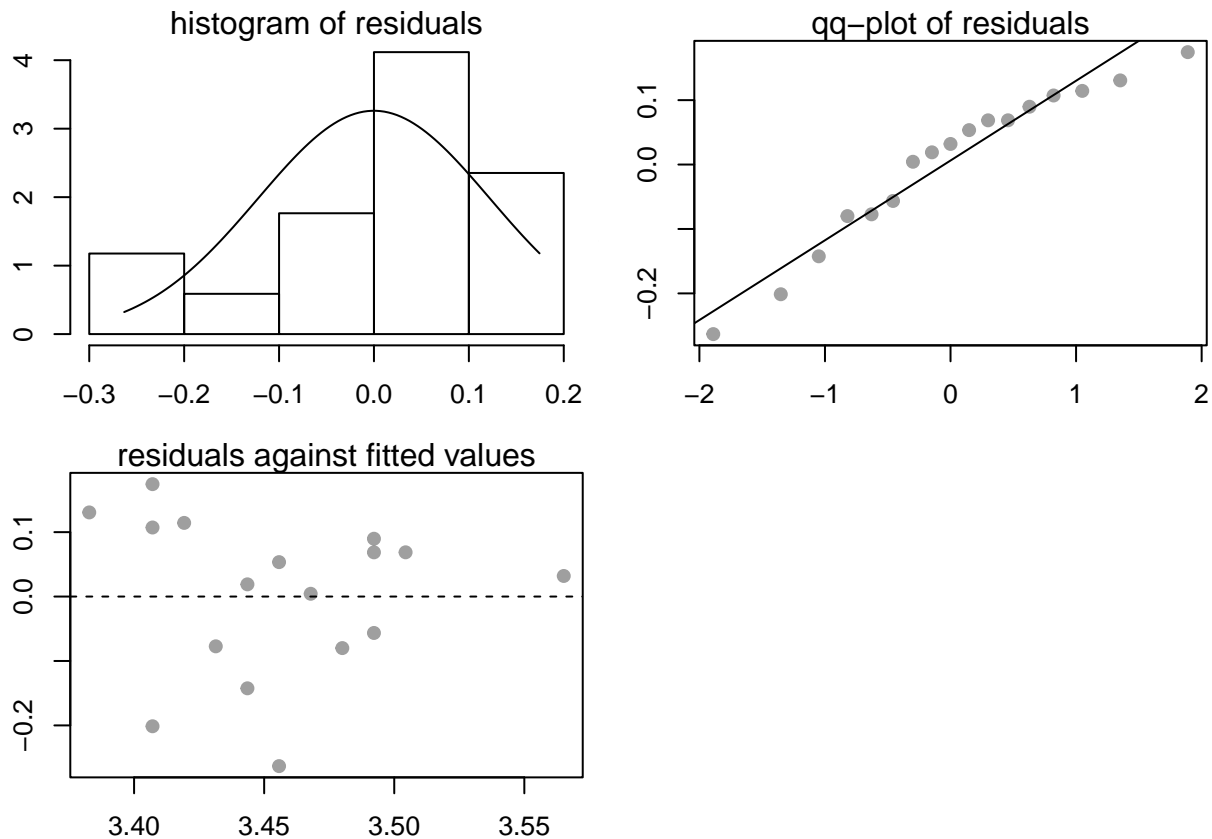 histogram of residuals
4
3
2
1
0
−0.3 −0.2 −0.1 0.0 0.1 0.2
qq−plot of residuals
0.1
0.0
−0.2
−2 −1 0 1 2
residuals against fitted values
0.1
0.0
−0.2
3.40 3.45 3.50 3.55